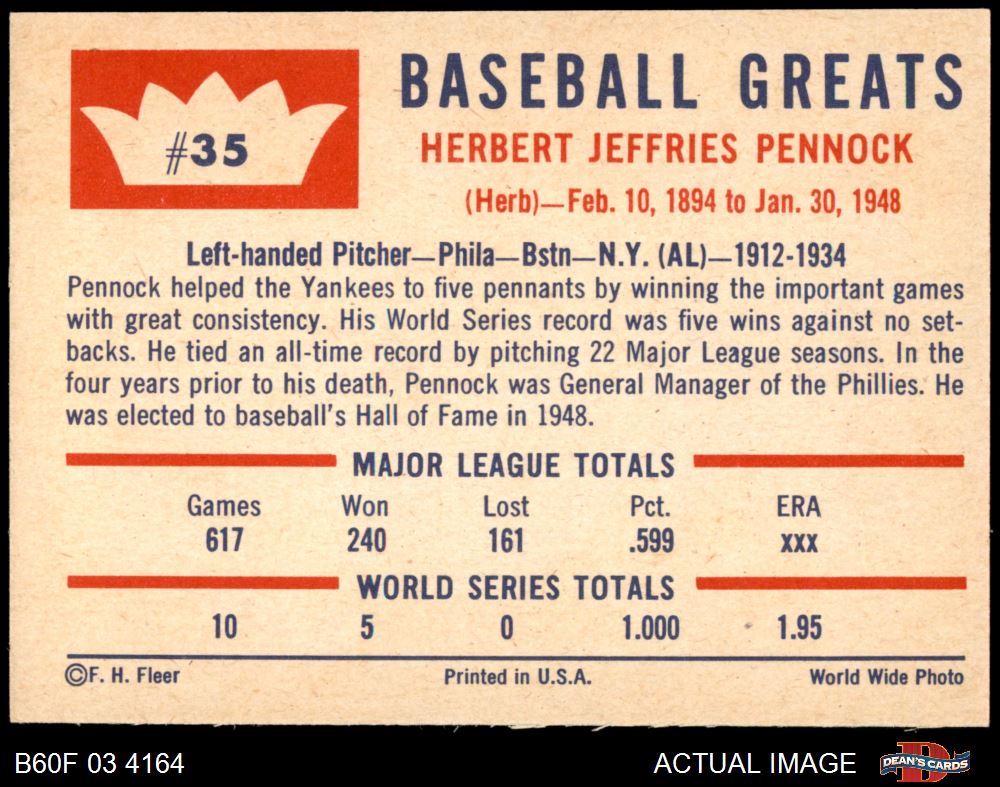 #35
BASEBALL GREATS
HERBERT JEFFRIES PENNOCK
(Herb)—Feb. 10, 1894 to Jan. 30, 1948
Left-handed Pitcher—Phila—Bstn—N.Y. (AL)—1912-1934
Pennock helped the Yankees to five pennants by winning the important games
with great consistency. His World Series record was five wins against no set-
backs. He tied an all-time record by pitching 22 Major League seasons. In the
four years prior to his death, Pennock was General Manager of the Phillies. He
was elected to baseball's Hall of Fame in 1948.
MAJOR LEAGUE TOTALS
Games Won Lost Pct. ERA
617 240 161 .599 xxx
WORLD SERIES TOTALS
10 5 0 1.000 1.95
©F. H. Fleer Printed in U.S.A. World Wide Photo
B60F 03 4164 ACTUAL IMAGE D DEAN'S CARDS